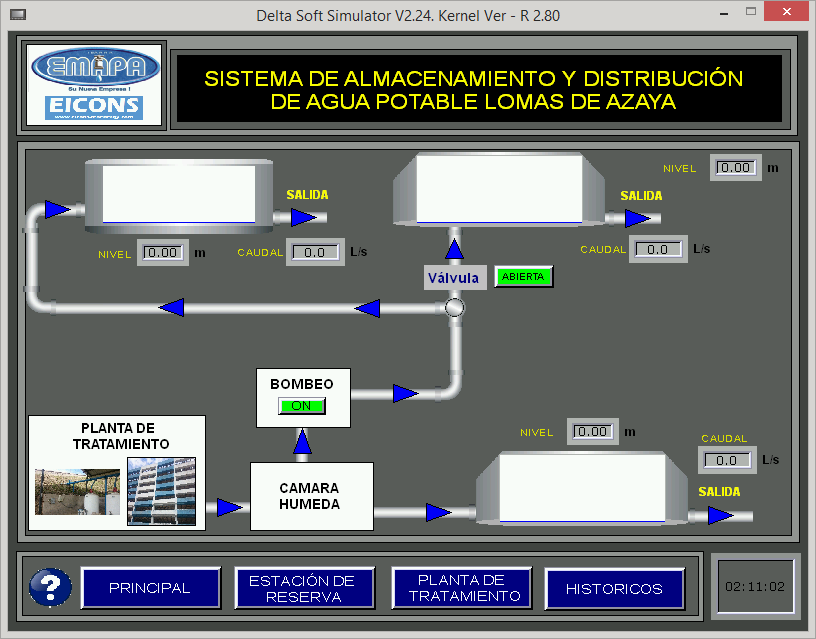 Delta Soft Simulator V2.24. Kernel Ver - R 2.80
EMAPA
Su Nueva Empresa !
EICONS
SISTEMA DE ALMACENAMIENTO Y DISTRIBUCIÓN
DE AGUA POTABLE LOMAS DE AZAYA
SALIDA
NIVEL 0.00 m
CAUDAL 0.0 L/s
NIVEL 0.00 m
SALIDA
CAUDAL 0.0 L/s
Válvula ABIERTA
BOMBEO
ON
PLANTA DE
TRATAMIENTO
CAMARA
HUMEDA
NIVEL 0.00 m
CAUDAL
0.0 L/s
SALIDA
?
PRINCIPAL
ESTACIÓN DE
RESERVA
PLANTA DE
TRATAMIENTO
HISTORICOS
02:11:02